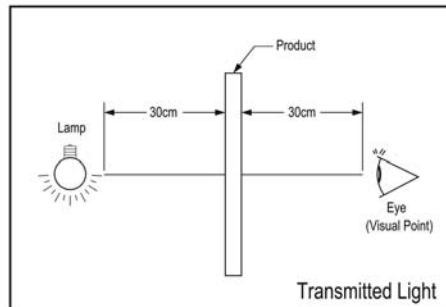 Product
30cm
30cm
Lamp
Eye
(Visual Point)
Transmitted Light